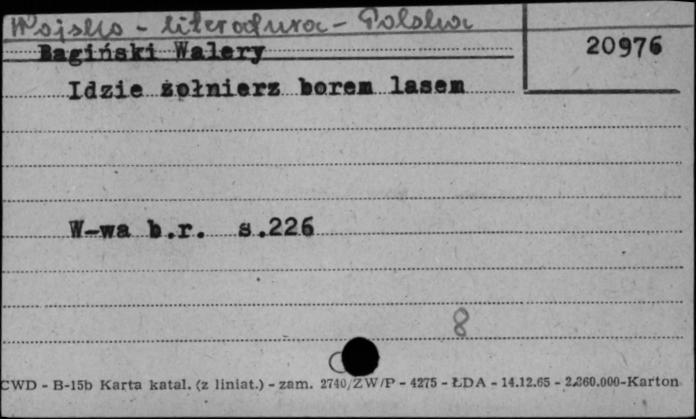 Wojsko - literatura - Polska
Bagiński Walery
20976
Idzie żołnierz borem lasem
W-wa b.r. s.226
8
CWD - B-15b Karta katal. (z liniat.) - zam. 2740/ZW/P - 4275 - ŁDA - 14.12.65 - 2.360.000-Karton